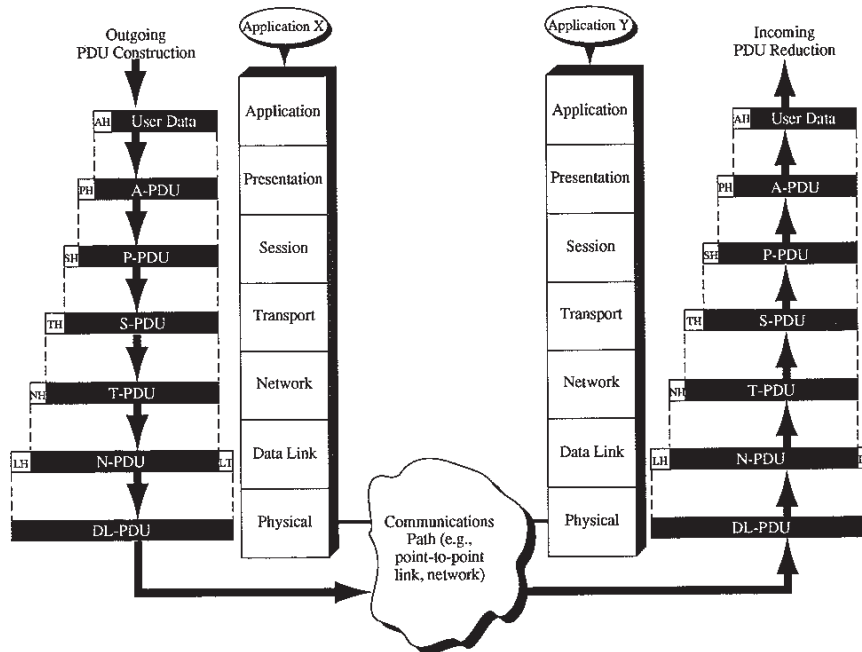 Outgoing
PDU Construction
Application X
Application Y
Incoming
PDU Reduction
AH User Data
PH A-PDU
SH P-PDU
TH S-PDU
NH T-PDU
LH N-PDU LT
DL-PDU
Application
Presentation
Session
Transport
Network
Data Link
Physical
Communications
Path (e.g.,
point-to-point
link, network)
Application
Presentation
Session
Transport
Network
Data Link
Physical
AH User Data
PH A-PDU
SH P-PDU
TH S-PDU
NH T-PDU
LH N-PDU
DL-PDU